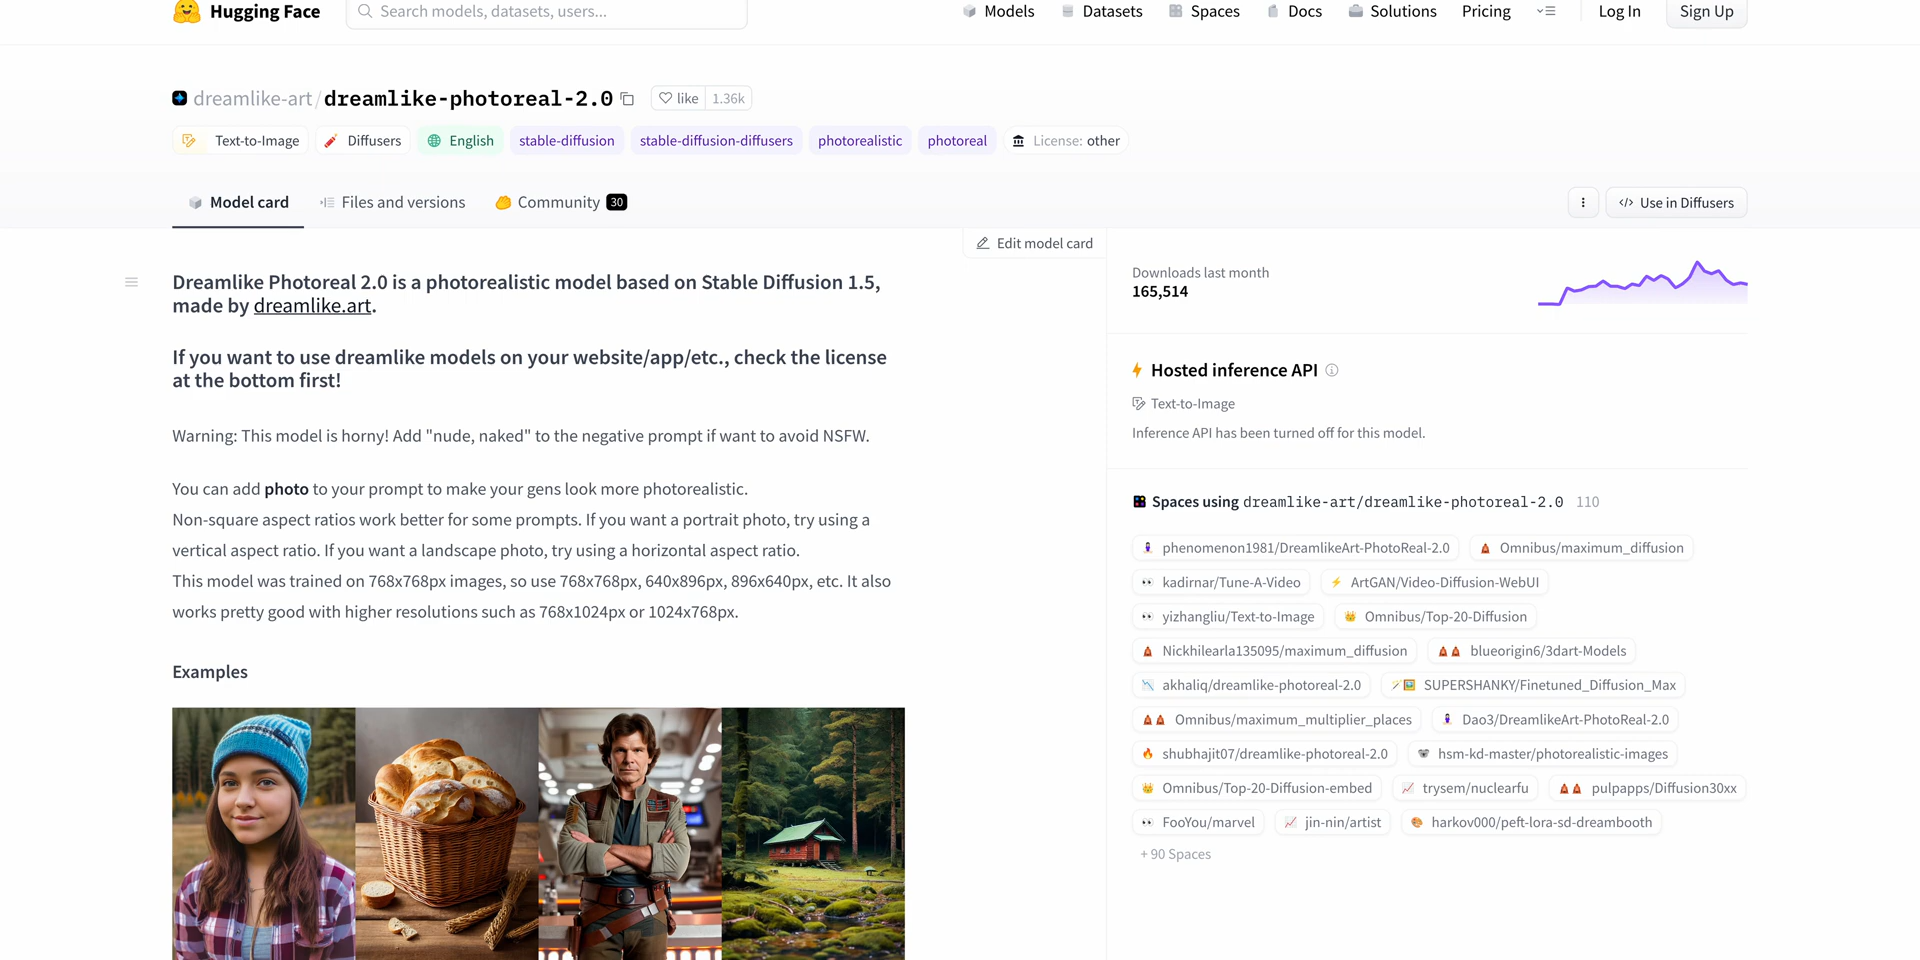 Hugging Face
Search models, datasets, users...
Models
Datasets
Spaces
Docs
Solutions
Pricing
Log In
Sign Up
dreamlike-art/dreamlike-photoreal-2.0
like 1.36k
Text-to-Image
Diffusers
English
stable-diffusion
stable-diffusion-diffusers
photorealistic
photoreal
License: other
Model card
Files and versions
Community 30
Use in Diffusers
Edit model card
Dreamlike Photoreal 2.0 is a photorealistic model based on Stable Diffusion 1.5,
made by dreamlike.art.
If you want to use dreamlike models on your website/app/etc., check the license
at the bottom first!
Warning: This model is horny! Add "nude, naked" to the negative prompt if want to avoid NSFW.
You can add photo to your prompt to make your gens look more photorealistic.
Non-square aspect ratios work better for some prompts. If you want a portrait photo, try using a
vertical aspect ratio. If you want a landscape photo, try using a horizontal aspect ratio.
This model was trained on 768x768px images, so use 768x768px, 640x896px, 896x640px, etc. It also
works pretty good with higher resolutions such as 768x1024px or 1024x768px.
Examples
Downloads last month
165,514
Hosted inference API
Text-to-Image
Inference API has been turned off for this model.
Spaces using dreamlike-art/dreamlike-photoreal-2.0 110
phenomenon1981/DreamlikeArt-PhotoReal-2.0
Omnibus/maximum_diffusion
kadirnar/Tune-A-Video
ArtGAN/Video-Diffusion-WebUI
yizhangliu/Text-to-Image
Omnibus/Top-20-Diffusion
Nickhilearla135095/maximum_diffusion
blueorigin6/3dart-Models
akhaliq/dreamlike-photoreal-2.0
SUPERSHANKY/Finetuned_Diffusion_Max
Omnibus/maximum_multiplier_places
Dao3/DreamlikeArt-PhotoReal-2.0
shubhajit07/dreamlike-photoreal-2.0
hsm-kd-master/photorealistic-images
Omnibus/Top-20-Diffusion-embed
trysem/nuclearfu
pulpapps/Diffusion30xx
FooYou/marvel
jin-nin/artist
harkov000/peft-lora-sd-dreambooth
+ 90 Spaces